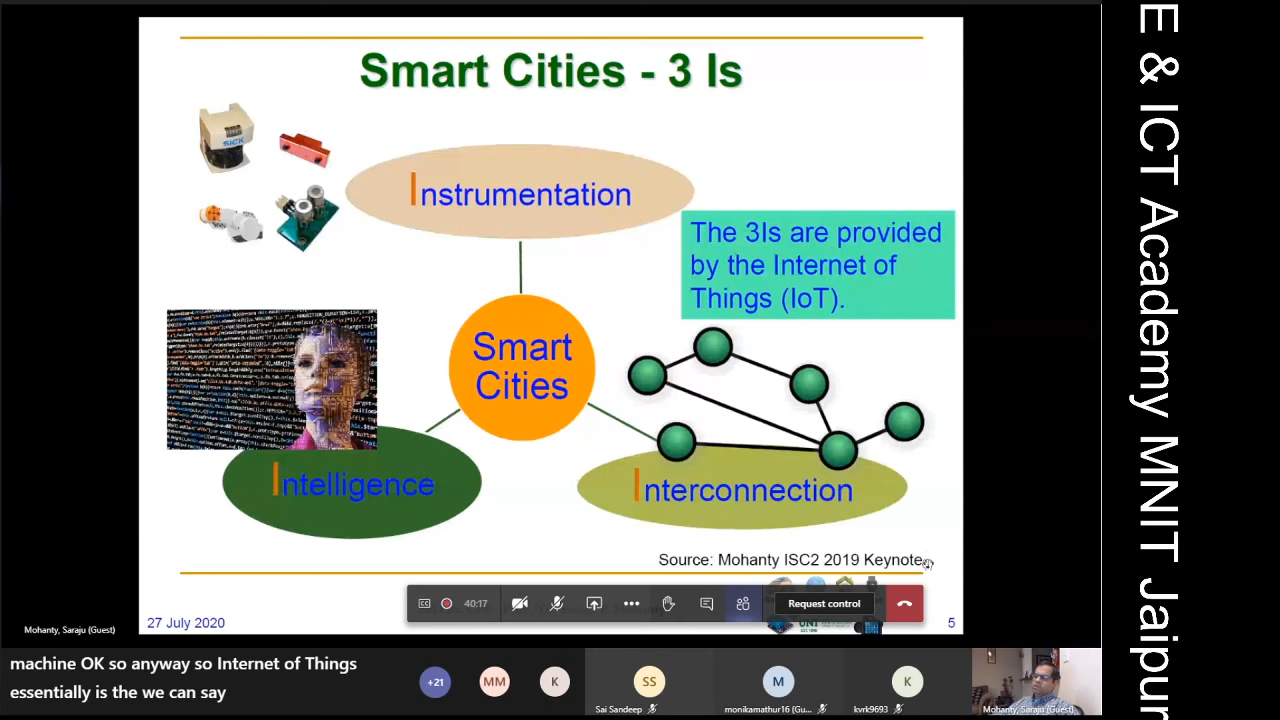 Smart Cities - 3 Is
SICK
Instrumentation
The 3Is are provided
by the Internet of
Things (IoT).
Smart
Cities
Intelligence
Interconnection
Source: Mohanty ISC2 2019 Keynote
CC
40:17
Request control
UNT
27 July 2020
5
Mohanty, Saraju (Guest)
machine OK so anyway so Internet of Things
essentially is the we can say
+21
MM
K
SS
Sai Sandeep
M
monikamathur16 (Gu...
K
kvrk9693
Mohanty, Saraju (Guest)
E & ICT Academy MNIT Jaipur